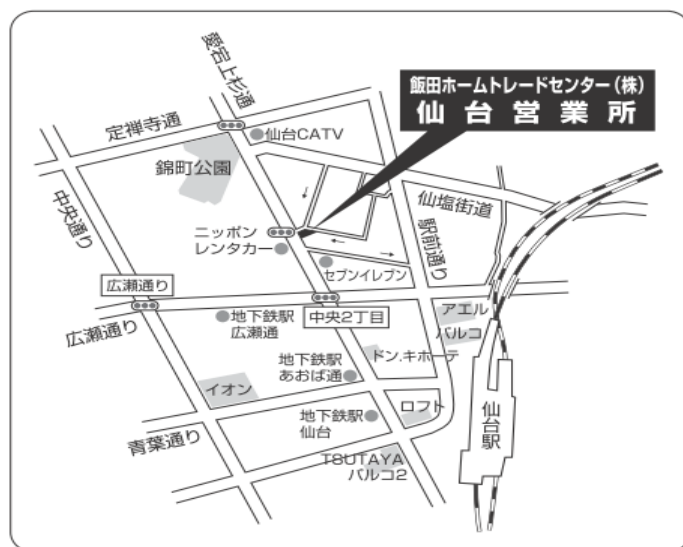 愛宕上杉通
飯田ホームトレードセンター(株)
仙台営業所
定禅寺通
仙台CATV
錦町公園
中央通り
仙塩街道
駅前通り
ニッポン
レンタカー
セブンイレブン
広瀬通り
広瀬通り
地下鉄駅
広瀬通
中央2丁目
アエル
パルコ
ドン.キホーテ
地下鉄駅
あおば通
イオン
ロフト
地下鉄駅
仙台
仙台駅
青葉通り
TSUTAYA
パルコ2